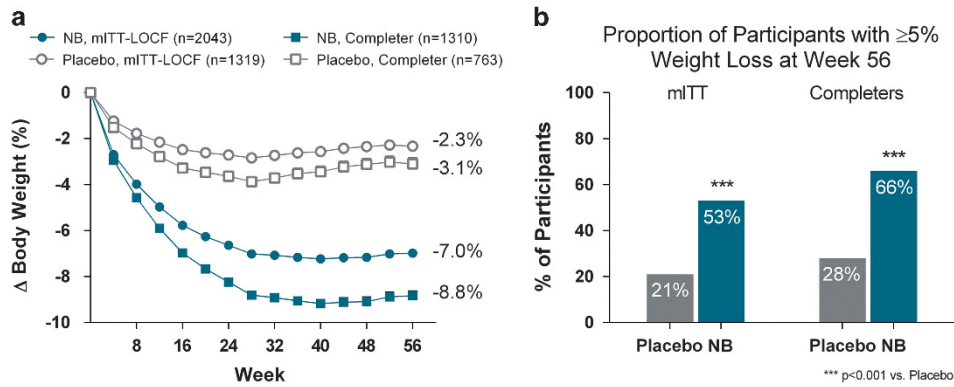 a
NB, mITT-LOCF (n=2043)
NB, Completer (n=1310)
Placebo, mITT-LOCF (n=1319)
Placebo, Completer (n=763)
Δ Body Weight (%)
0
-2
-4
-6
-8
-10
-2.3%
-3.1%
-7.0%
-8.8%
8 16 24 32 40 48 56
Week
b
Proportion of Participants with ≥5%
Weight Loss at Week 56
mITT
Completers
% of Participants
100
80
60
40
20
0
21%
***
53%
28%
***
66%
Placebo NB
Placebo NB
*** p<0.001 vs. Placebo